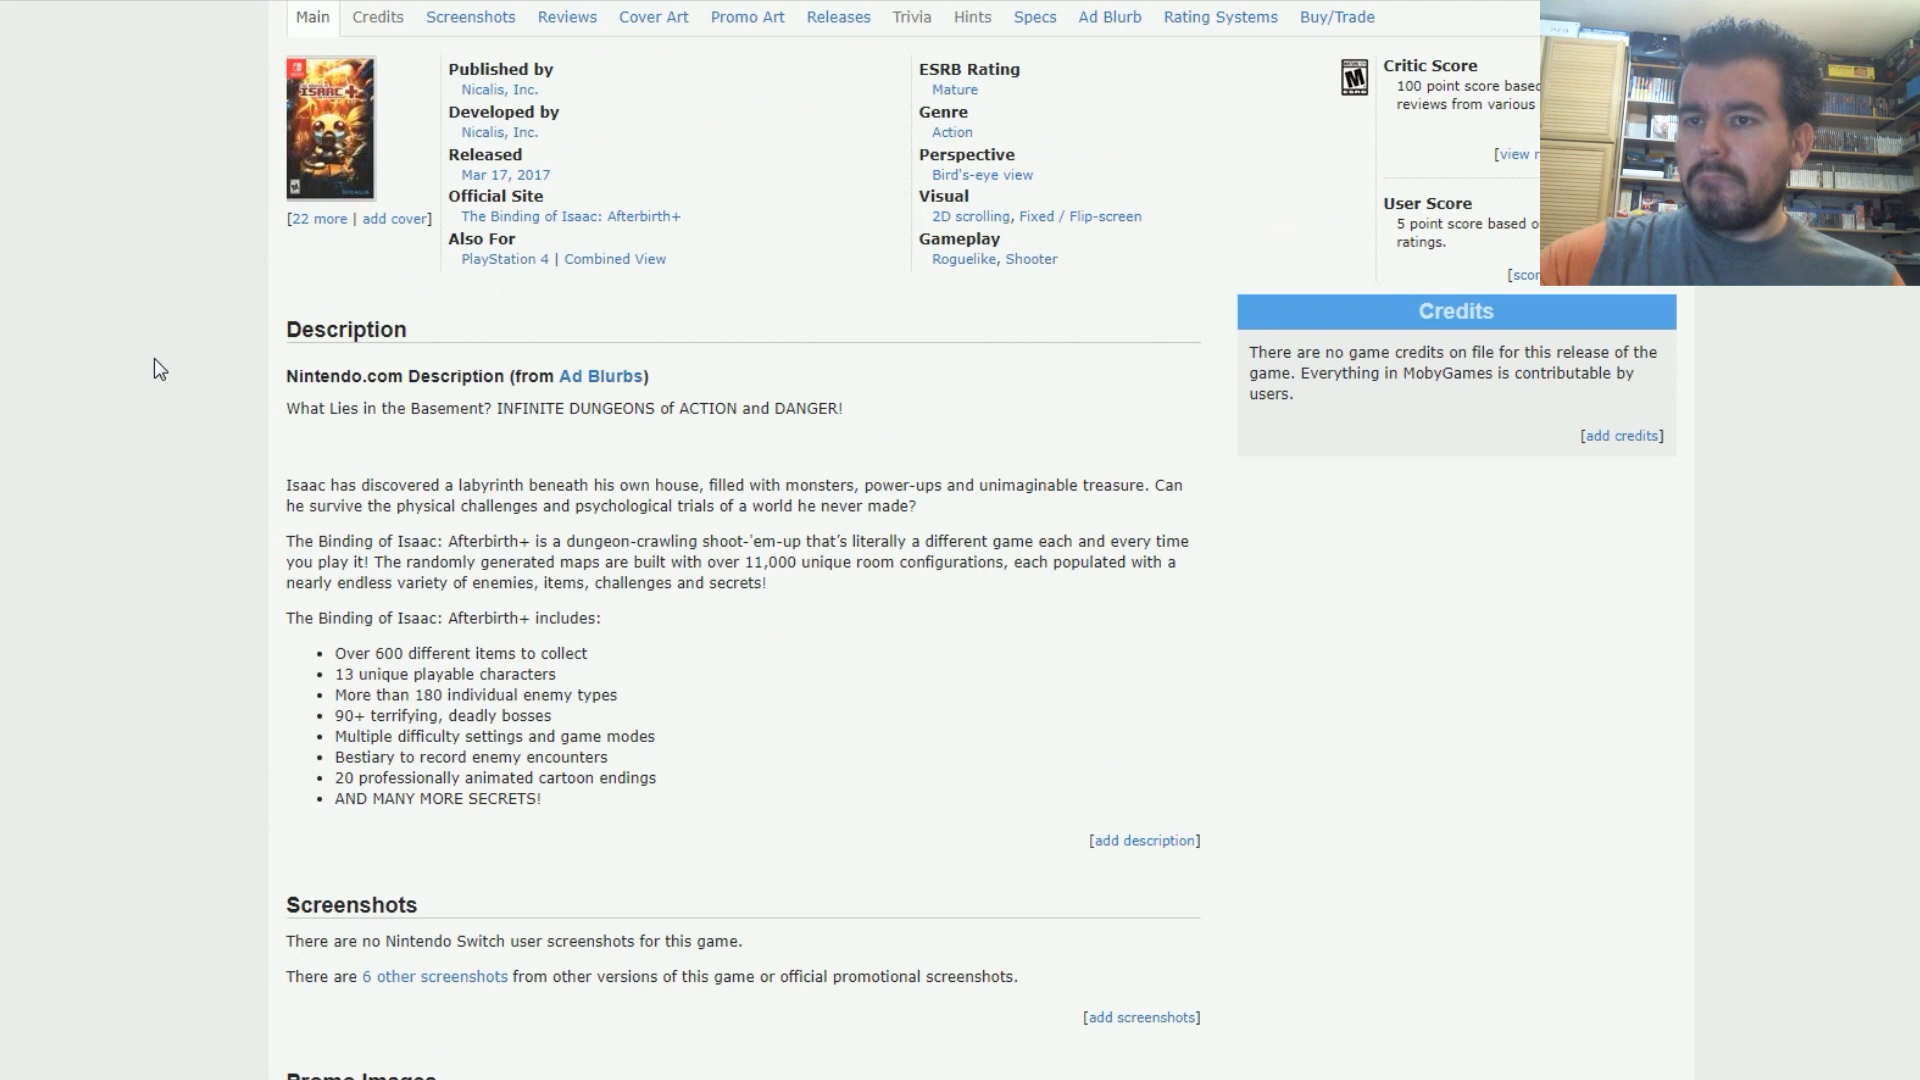 Main Credits Screenshots Reviews Cover Art Promo Art Releases Trivia Hints Specs Ad Blurb Rating Systems Buy/Trade
ISAAC+
NICALIS
[22 more | add cover]
Published by
Nicalis, Inc.
Developed by
Nicalis, Inc.
Released
Mar 17, 2017
Official Site
The Binding of Isaac: Afterbirth+
Also For
PlayStation 4 | Combined View
ESRB Rating
Mature
Genre
Action
Perspective
Bird's-eye view
Visual
2D scrolling, Fixed / Flip-screen
Gameplay
Roguelike, Shooter
M
ESRB
Critic Score
100 point score based
reviews from various
[view
User Score
5 point score based
ratings.
Description
Nintendo.com Description (from Ad Blurbs)
What Lies in the Basement? INFINITE DUNGEONS of ACTION and DANGER!
Isaac has discovered a labyrinth beneath his own house, filled with monsters, power-ups and unimaginable treasure. Can
he survive the physical challenges and psychological trials of a world he never made?
The Binding of Isaac: Afterbirth+ is a dungeon-crawling shoot-'em-up that’s literally a different game each and every time
you play it! The randomly generated maps are built with over 11,000 unique room configurations, each populated with a
nearly endless variety of enemies, items, challenges and secrets!
The Binding of Isaac: Afterbirth+ includes:
• Over 600 different items to collect
• 13 unique playable characters
• More than 180 individual enemy types
• 90+ terrifying, deadly bosses
• Multiple difficulty settings and game modes
• Bestiary to record enemy encounters
• 20 professionally animated cartoon endings
• AND MANY MORE SECRETS!
[add description]
Screenshots
There are no Nintendo Switch user screenshots for this game.
There are 6 other screenshots from other versions of this game or official promotional screenshots.
[add screenshots]
Promo Images
Credits
There are no game credits on file for this release of the
game. Everything in MobyGames is contributable by
users.
[add credits]